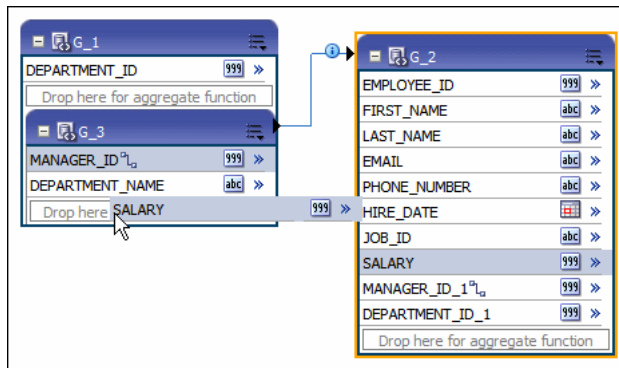 G_1
DEPARTMENT_ID 999
Drop here for aggregate function
G_3
MANAGER_ID 999
DEPARTMENT_NAME abc
Drop here
SALARY 999
G_2
EMPLOYEE_ID 999
FIRST_NAME abc
LAST_NAME abc
EMAIL abc
PHONE_NUMBER abc
HIRE_DATE
JOB_ID abc
SALARY 999
MANAGER_ID_1 999
DEPARTMENT_ID_1 999
Drop here for aggregate function